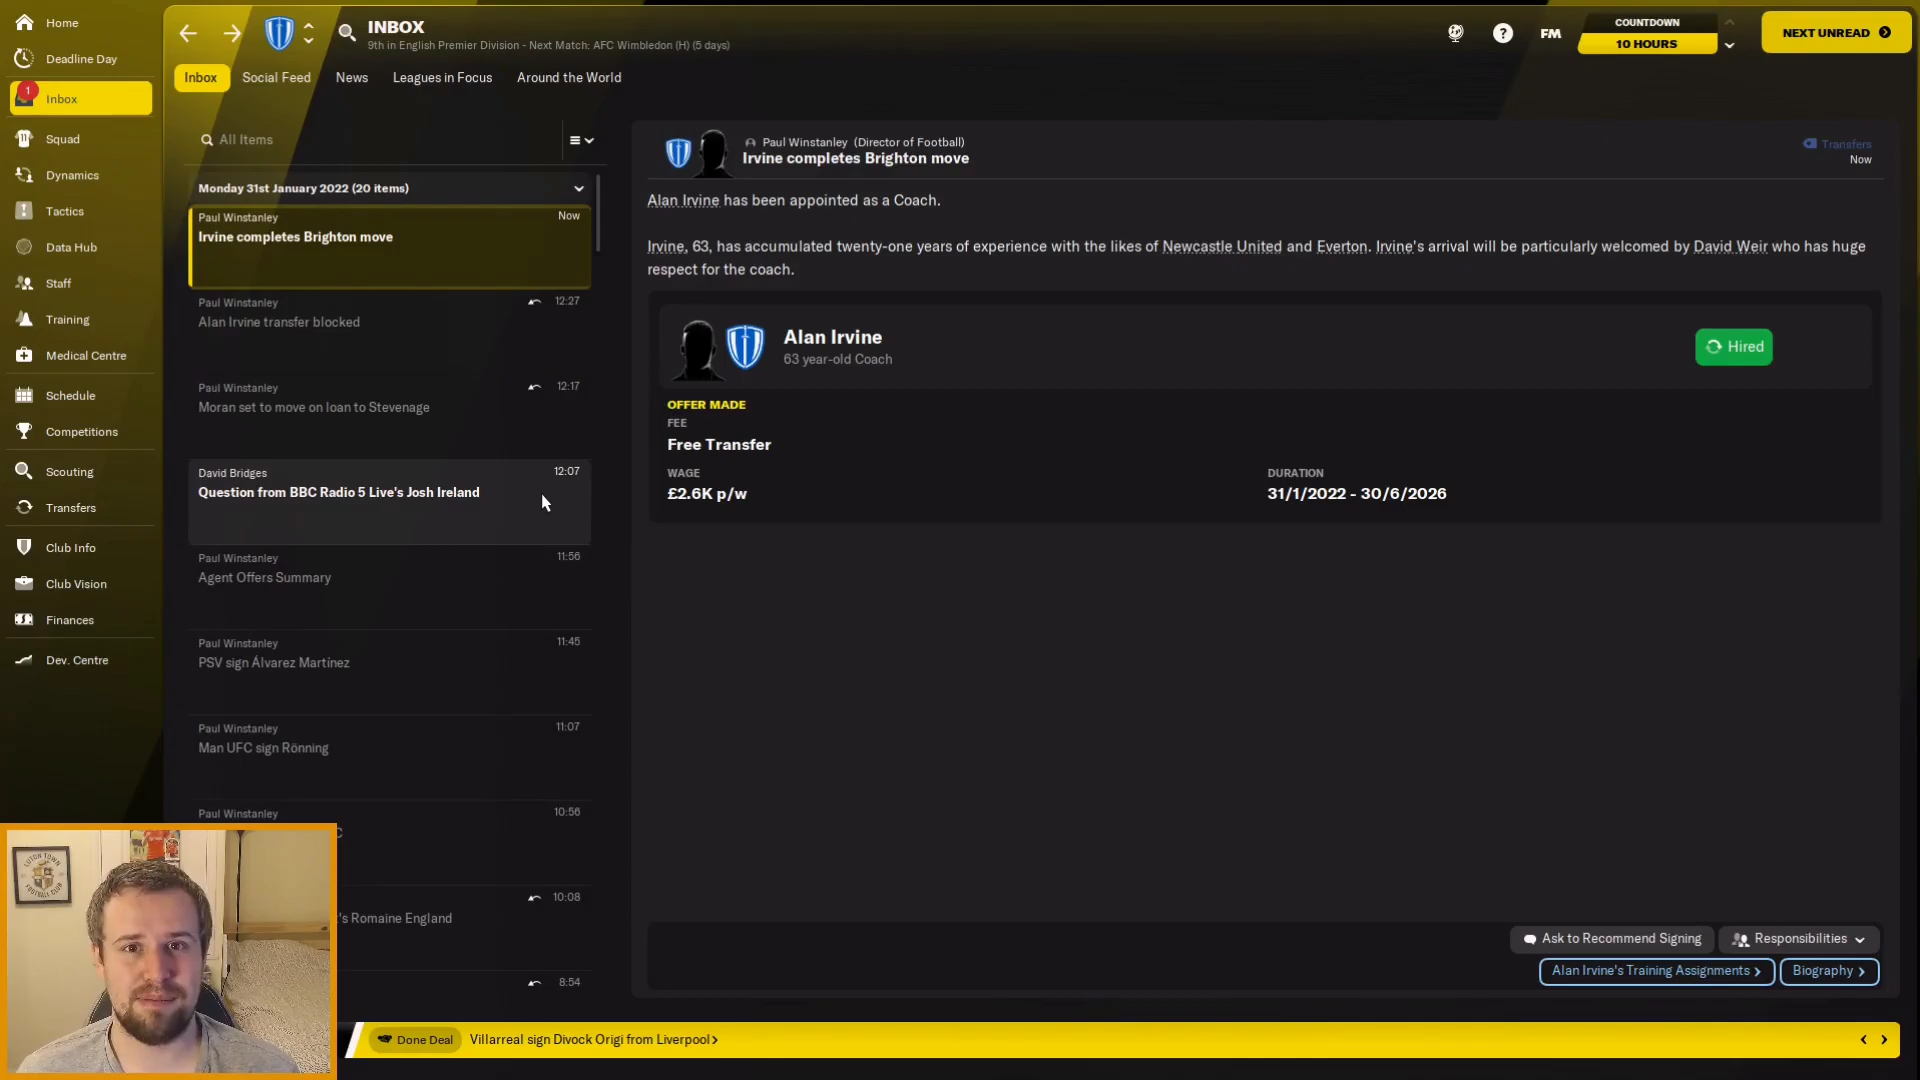 Home
Deadline Day
1
Inbox
Squad
Dynamics
Tactics
Data Hub
Staff
Training
Medical Centre
Schedule
Competitions
Scouting
Transfers
Club Info
Club Vision
Finances
Dev. Centre
INBOX
9th in English Premier Division - Next Match: AFC Wimbledon (H) (5 days)
FM
COUNTDOWN
10 HOURS
NEXT UNREAD
Inbox Social Feed News Leagues in Focus Around the World
All Items
Monday 31st January 2022 (20 items)
Paul Winstanley Now
Irvine completes Brighton move
Paul Winstanley 12:27
Alan Irvine transfer blocked
Paul Winstanley 12:17
Moran set to move on loan to Stevenage
David Bridges 12:07
Question from BBC Radio 5 Live's Josh Ireland
Paul Winstanley 11:56
Agent Offers Summary
Paul Winstanley 11:45
PSV sign Álvarez Martínez
Paul Winstanley 11:07
Man UFC sign Rönning
Paul Winstanley 10:56
10:08
's Romaine England
8:54
Paul Winstanley (Director of Football)
Irvine completes Brighton move
Transfers
Now
Alan Irvine has been appointed as a Coach.
Irvine, 63, has accumulated twenty-one years of experience with the likes of Newcastle United and Everton. Irvine's arrival will be particularly welcomed by David Weir who has huge
respect for the coach.
Alan Irvine
63 year-old Coach
Hired
OFFER MADE
FEE
Free Transfer
WAGE
£2.6K p/w
DURATION
31/1/2022 - 30/6/2026
Ask to Recommend Signing
Responsibilities
Alan Irvine's Training Assignments >
Biography >
LUTON TOWN
FOOTBALL CLUB
Done Deal
Villarreal sign Divock Origi from Liverpool>